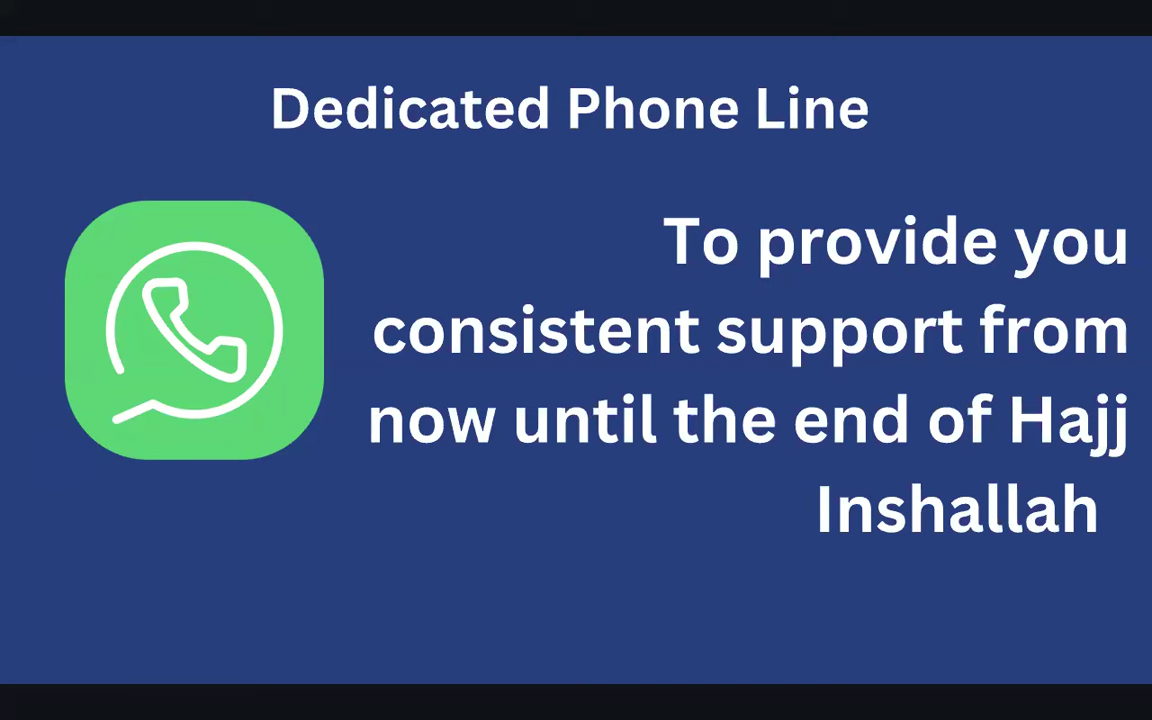 Dedicated Phone Line
To provide you
consistent support from
now until the end of Hajj
Inshallah